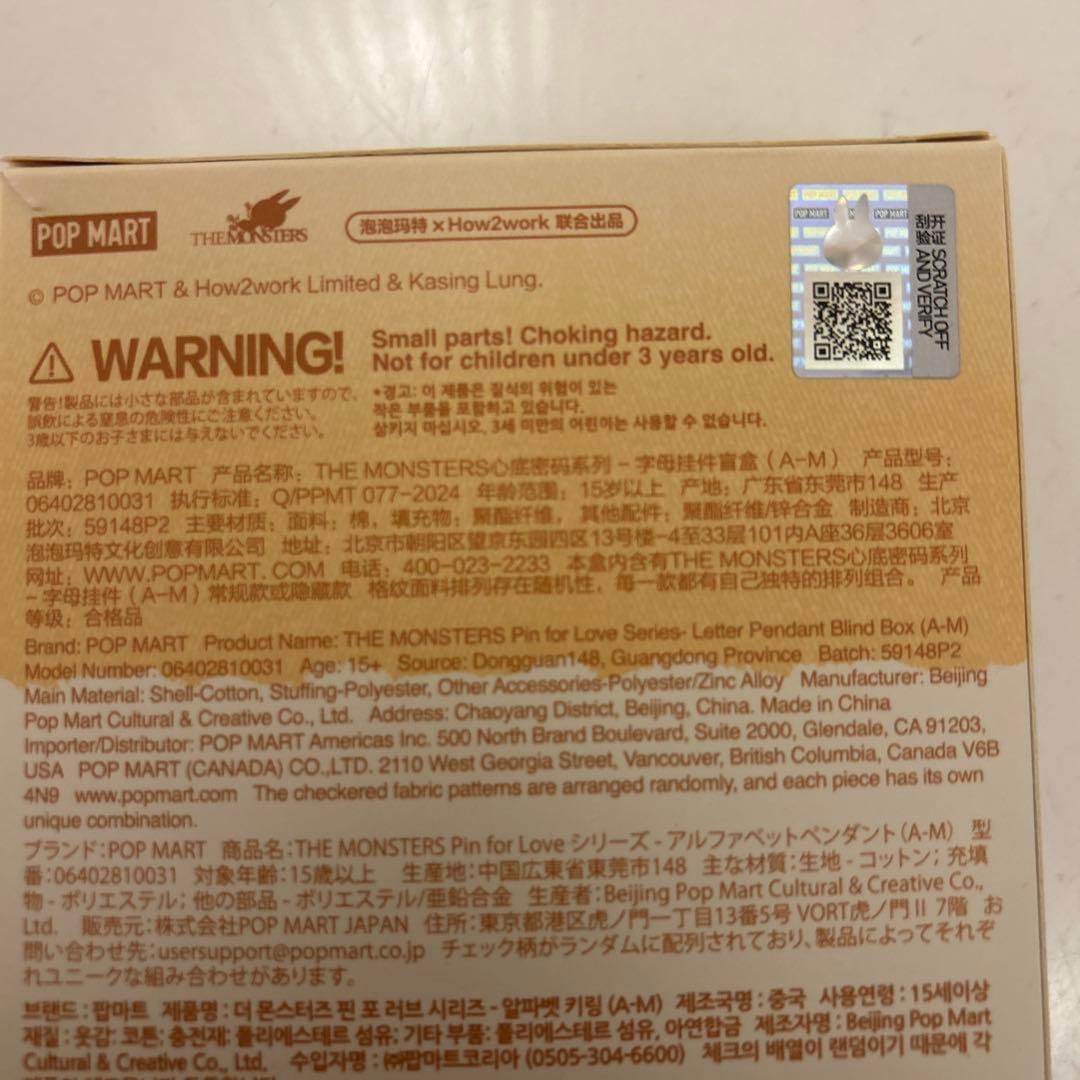 POP MART
THE MONSTERS
泡泡玛特 × How2work 联合出品
POP MART
POP MART
开证 SCRATCH OFF
刮验 AND VERIFY
© POP MART & How2work Limited & Kasing Lung.
WARNING!
Small parts! Choking hazard.
Not for children under 3 years old.
警告!製品には小さな部品が含まれていますので、
誤飲による窒息の危険性にご注意ください。
3歳以下のお子さまには与えないでください。
*경고: 이 제품은 질식의 위험이 있는
작은 부품을 포함하고 있습니다.
삼키지 마십시오. 3세 미만의 어린이는 사용할 수 없습니다.
品牌：POP MART 产品名称：THE MONSTERS心底密码系列 – 字母挂件盲盒（A–M） 产品型号：
06402810031 执行标准：Q/PPMT 077–2024 年龄范围：15岁以上 产地：广东省东莞市148 生产
批次：59148P2 主要材质：面料：棉，填充物：聚酯纤维，其他配件：聚酯纤维/锌合金 制造商：北京
泡泡玛特文化创意有限公司 地址：北京市朝阳区望京东园四区13号楼–4至33层101内A座36层3606室
网址：WWW.POPMART.COM 电话：400–023–2233 本盒内含有THE MONSTERS心底密码系列
– 字母挂件（A–M）常规款或隐藏款 格纹面料排列存在随机性，每一款都有自己独特的排列组合。 产品
等级：合格品
Brand: POP MART Product Name: THE MONSTERS Pin for Love Series- Letter Pendant Blind Box (A-M)
Model Number: 06402810031 Age: 15+ Source: Dongguan148, Guangdong Province Batch: 59148P2
Main Material: Shell-Cotton, Stuffing-Polyester, Other Accessories-Polyester/Zinc Alloy Manufacturer: Beijing
Pop Mart Cultural & Creative Co., Ltd. Address: Chaoyang District, Beijing, China. Made in China
Importer/Distributor: POP MART Americas Inc. 500 North Brand Boulevard, Suite 2000, Glendale, CA 91203,
USA POP MART (CANADA) CO.,LTD. 2110 West Georgia Street, Vancouver, British Columbia, Canada V6B
4N9 www.popmart.com The checkered fabric patterns are arranged randomly, and each piece has its own
unique combination.
ブランド：POP MART 商品名：THE MONSTERS Pin for Love シリーズ - アルファベットペンダント（A-M） 型
番：06402810031 対象年齢：15歳以上 生産地：中国広東省東莞市148 主な材質：生地 - コットン；充填
物 - ポリエステル；他の部品 - ポリエステル/亜鉛合金 生産者：Beijing Pop Mart Cultural & Creative Co.,
Ltd. 販売元：株式会社POP MART JAPAN 住所：東京都港区虎ノ門一丁目13番5号 VORT虎ノ門Ⅱ 7階 お
問い合わせ先：usersupport@popmart.co.jp チェック柄がランダムに配列されており、製品によってそれぞ
れユニークな組み合わせがあります。
브랜드 : 팝마트 제품명 : 더 몬스터즈 핀 포 러브 시리즈 - 알파벳 키링 (A-M) 제조국명 : 중국 사용연령 : 15세이상
재질 : 옷감: 코튼; 충전재: 폴리에스테르 섬유; 기타 부품: 폴리에스테르 섬유, 아연합금 제조자명 : Beijing Pop Mart
Cultural & Creative Co., Ltd. 수입자명 : ㈜팝마트코리아 (0505-304-6600) 체크의 배열이 랜덤이기 때문에 각